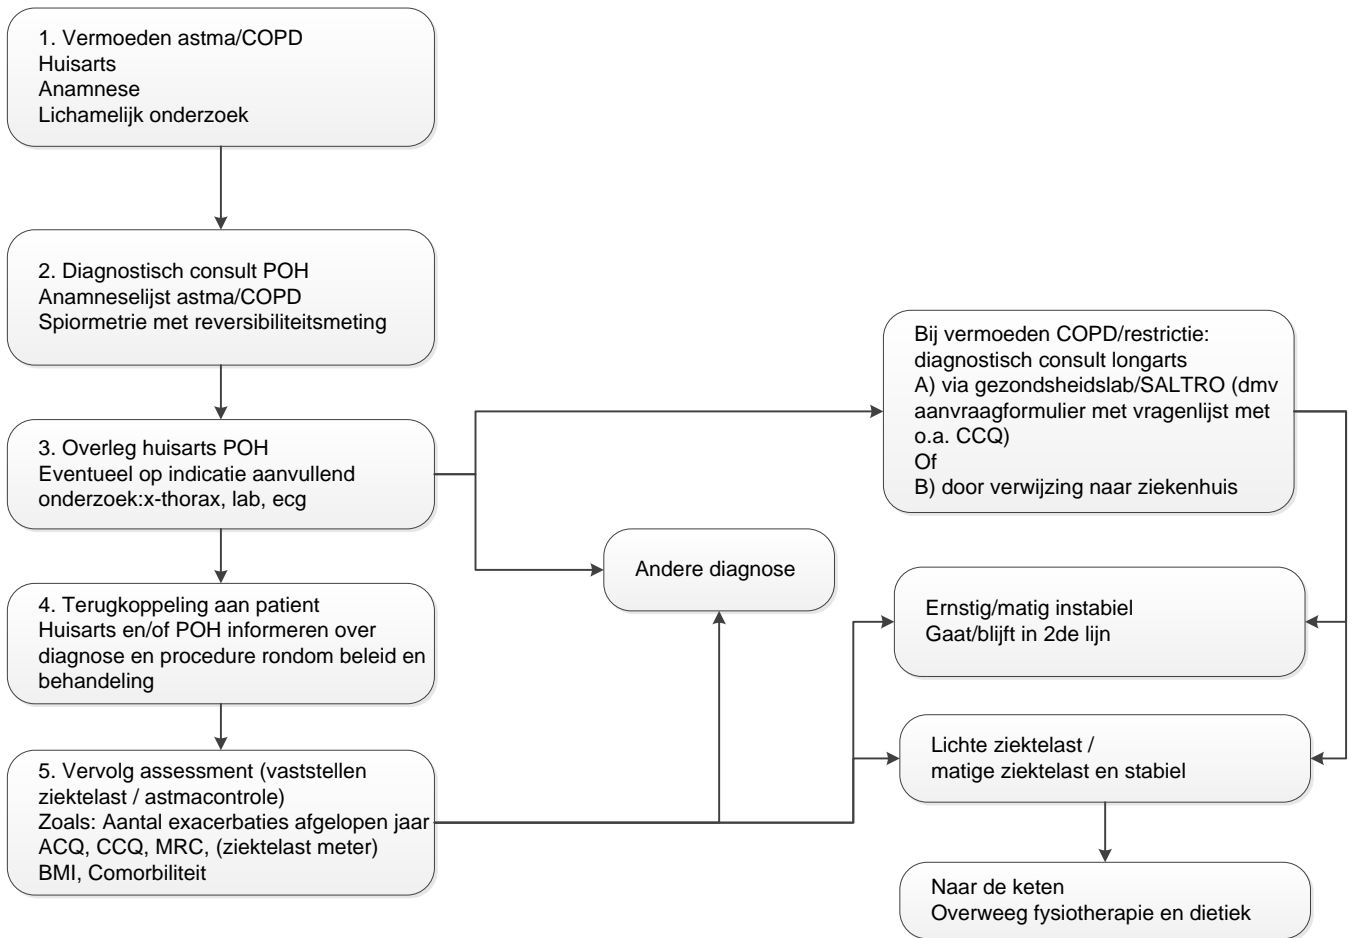 1. Vermoeden astma/COPD
Huisarts
Anamnese
Lichamelijk onderzoek
2. Diagnostisch consult POH
Anamneselijst astma/COPD
Spiormetrie met reversibiliteitsmeting
3. Overleg huisarts POH
Eventueel op indicatie aanvullend
onderzoek:x-thorax, lab, ecg
4. Terugkoppeling aan patient
Huisarts en/of POH informeren over
diagnose en procedure rondom beleid en
behandeling
5. Vervolg assessment (vaststellen
ziektelast / astmacontrole)
Zoals: Aantal exacerbaties afgelopen jaar
ACQ, CCQ, MRC, (ziektelast meter)
BMI, Comorbiliteit
Andere diagnose
Bij vermoeden COPD/restrictie:
diagnostisch consult longarts
A) via gezondsheidslab/SALTRO (dmv
aanvraagformulier met vragenlijst met
o.a. CCQ)
Of
B) door verwijzing naar ziekenhuis
Ernstig/matig instabiel
Gaat/blijft in 2de lijn
Lichte ziektelast /
matige ziektelast en stabiel
Naar de keten
Overweeg fysiotherapie en dietiek